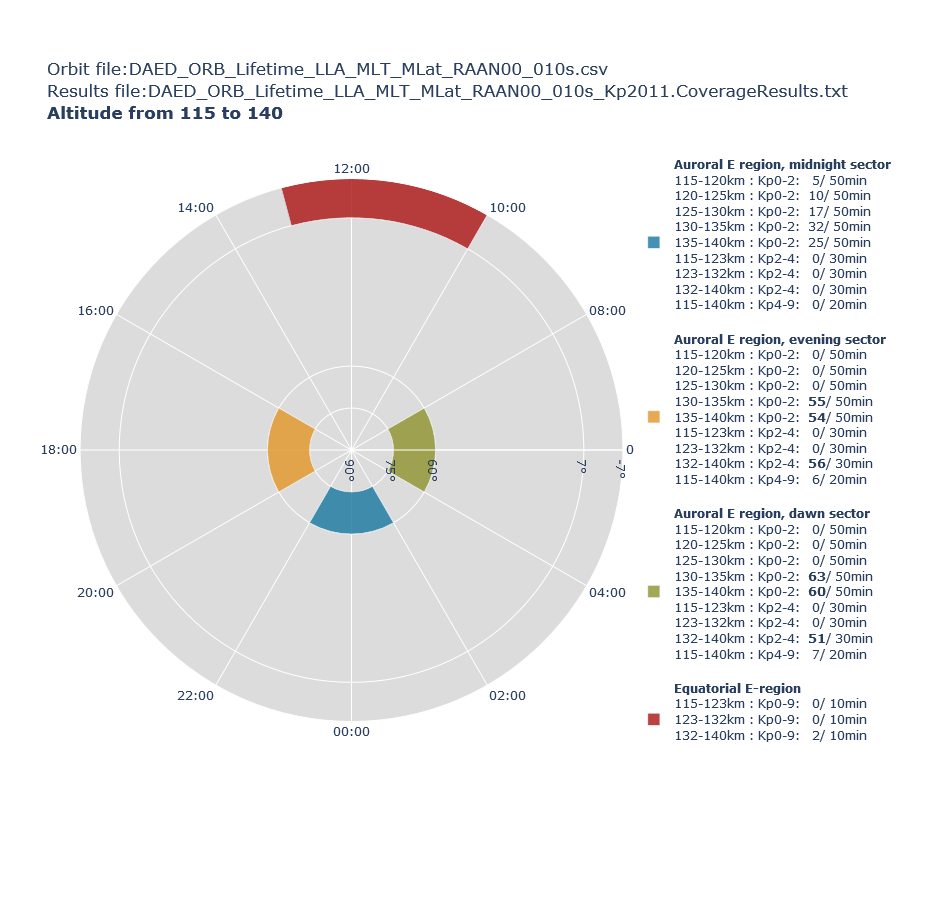 Orbit file:DAED_ORB_Lifetime_LLA_MLT_MLat_RAAN00_010s.csv
Results file:DAED_ORB_Lifetime_LLA_MLT_MLat_RAAN00_010s_Kp2011.CoverageResults.txt
Altitude from 115 to 140
12:00
14:00
10:00
16:00
08:00
18:00
0
90°
75°
60°
7°
-7°
20:00
04:00
22:00
02:00
00:00
Auroral E region, midnight sector
115-120km : Kp0-2: 5/ 50min
120-125km : Kp0-2: 10/ 50min
125-130km : Kp0-2: 17/ 50min
130-135km : Kp0-2: 32/ 50min
135-140km : Kp0-2: 25/ 50min
115-123km : Kp2-4: 0/ 30min
123-132km : Kp2-4: 0/ 30min
132-140km : Kp2-4: 0/ 30min
115-140km : Kp4-9: 0/ 20min
Auroral E region, evening sector
115-120km : Kp0-2: 0/ 50min
120-125km : Kp0-2: 0/ 50min
125-130km : Kp0-2: 0/ 50min
130-135km : Kp0-2: 55/ 50min
135-140km : Kp0-2: 54/ 50min
115-123km : Kp2-4: 0/ 30min
123-132km : Kp2-4: 0/ 30min
132-140km : Kp2-4: 56/ 30min
115-140km : Kp4-9: 6/ 20min
Auroral E region, dawn sector
115-120km : Kp0-2: 0/ 50min
120-125km : Kp0-2: 0/ 50min
125-130km : Kp0-2: 0/ 50min
130-135km : Kp0-2: 63/ 50min
135-140km : Kp0-2: 60/ 50min
115-123km : Kp2-4: 0/ 30min
123-132km : Kp2-4: 0/ 30min
132-140km : Kp2-4: 51/ 30min
115-140km : Kp4-9: 7/ 20min
Equatorial E-region
115-123km : Kp0-9: 0/ 10min
123-132km : Kp0-9: 0/ 10min
132-140km : Kp0-9: 2/ 10min